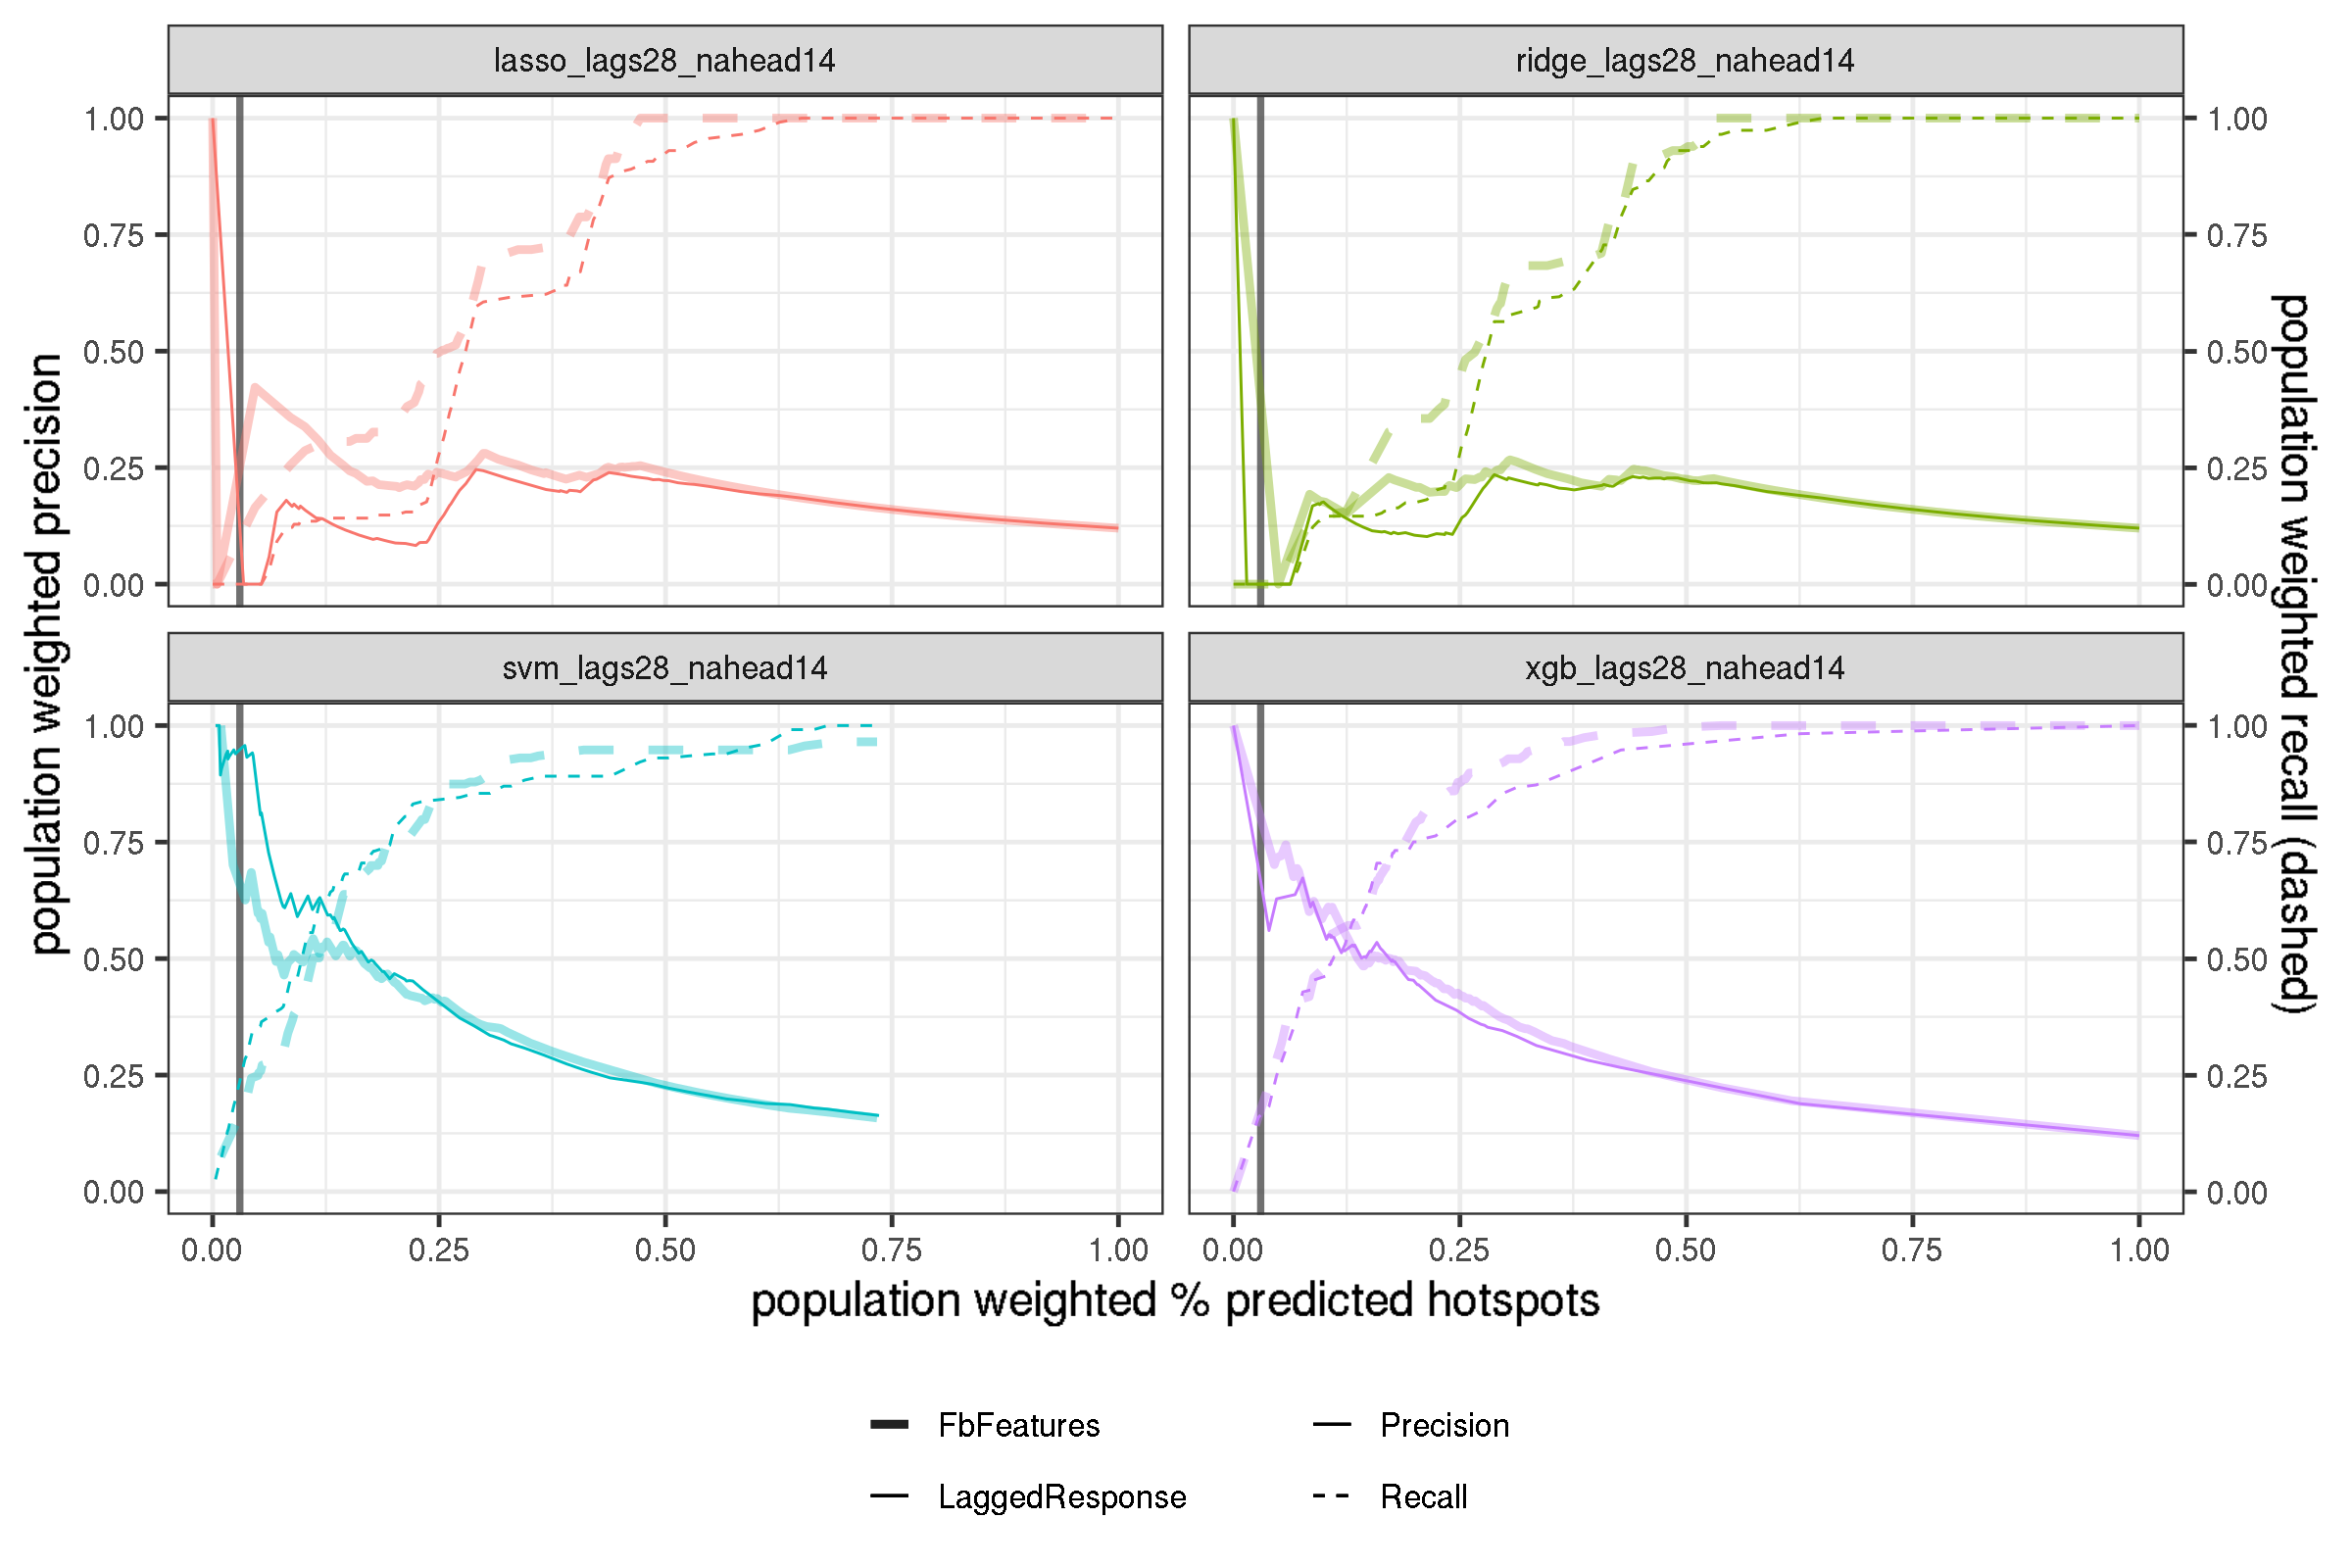 lasso_lags28_nahead14
ridge_lags28_nahead14
1.00
0.75
0.50
0.25
0.00
1.00
0.75
0.50
0.25
0.00
svm_lags28_nahead14
xgb_lags28_nahead14
1.00
0.75
0.50
0.25
0.00
1.00
0.75
0.50
0.25
0.00
population weighted precision
population weighted recall (dashed)
0.00 0.25 0.50 0.75 1.00
0.00 0.25 0.50 0.75 1.00
population weighted % predicted hotspots
FbFeatures
Precision
LaggedResponse
Recall